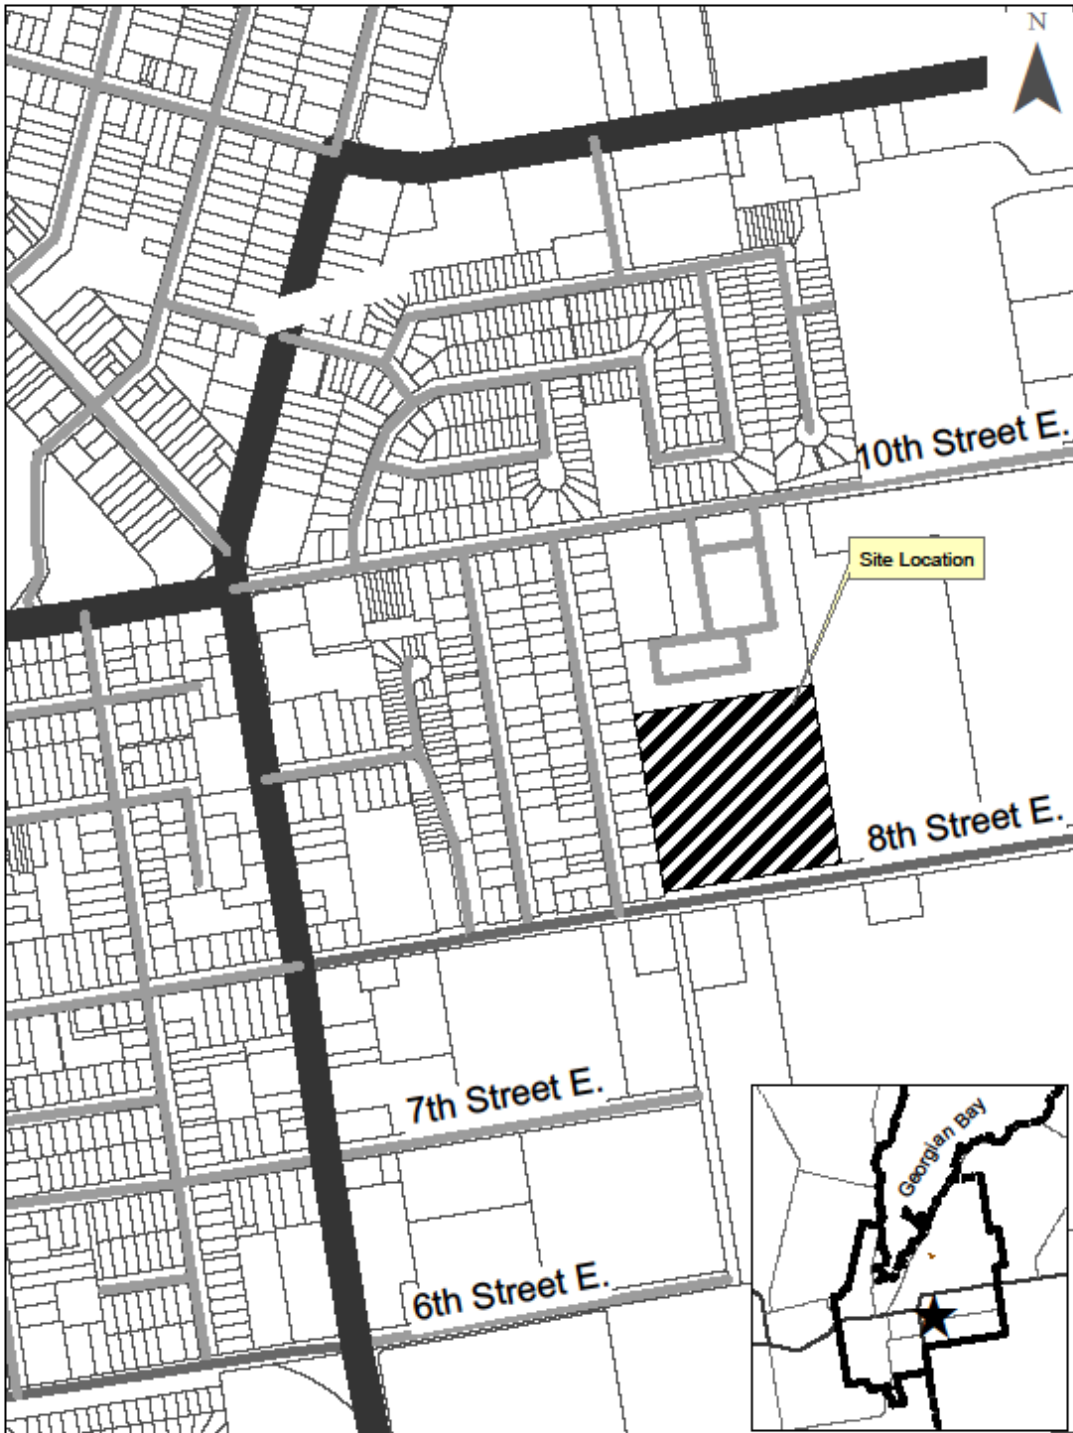 N
10th Street E.
Site Location
8th Street E.
7th Street E.
Georgian Bay
6th Street E.